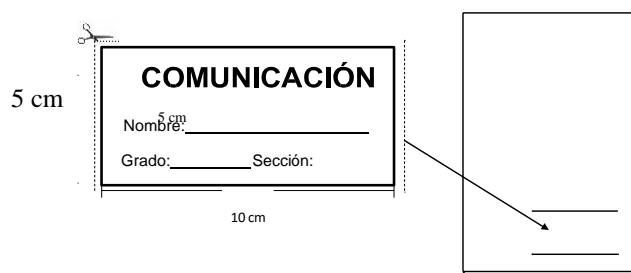 COMUNICACIÓN
5 cm
5 cm
Nombre:
Grado: Sección:
10 cm